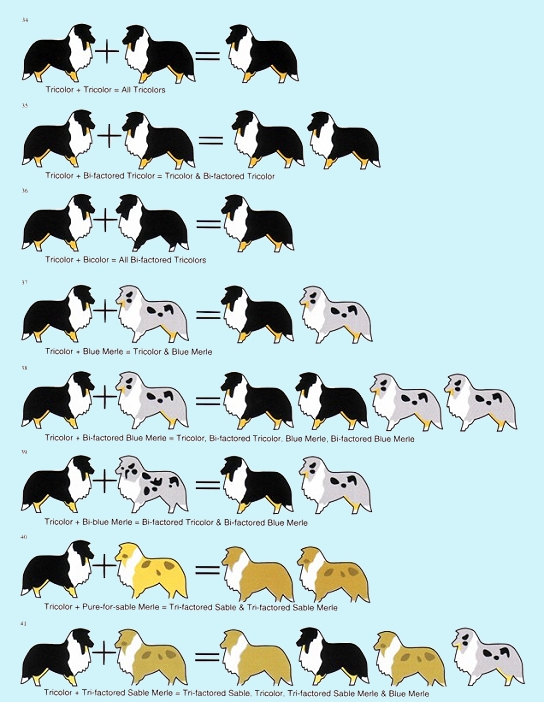 34
+ =
Tricolor + Tricolor = All Tricolors
35
+ =
Tricolor + Bi-factored Tricolor = Tricolor & Bi-factored Tricolor
36
+ =
Tricolor + Bicolor = All Bi-factored Tricolors
37
+ =
Tricolor + Blue Merle = Tricolor & Blue Merle
38
+ =
Tricolor + Bi-factored Blue Merle = Tricolor, Bi-factored Tricolor, Blue Merle, Bi-factored Blue Merle
39
+ =
Tricolor + Bi-blue Merle = Bi-factored Tricolor & Bi-factored Blue Merle
40
+ =
Tricolor + Pure-for-sable Merle = Tri-factored Sable & Tri-factored Sable Merle
41
+ =
Tricolor + Tri-factored Sable Merle = Tri-factored Sable, Tricolor, Tri-factored Sable Merle & Blue Merle